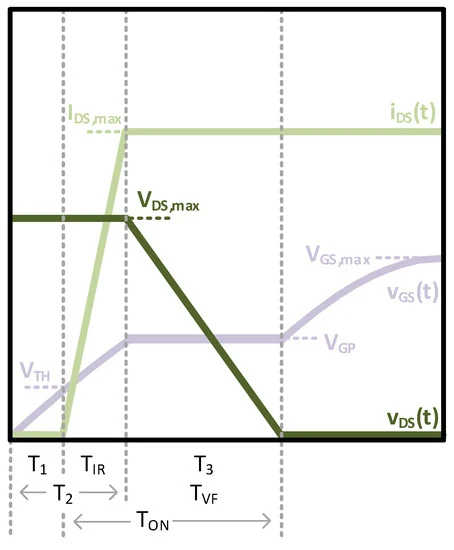 IDS,max
iDS(t)
VDS,max
VGS,max
vGS(t)
VTH
VGP
vDS(t)
T1 TIR T3
T2 TVF
TON